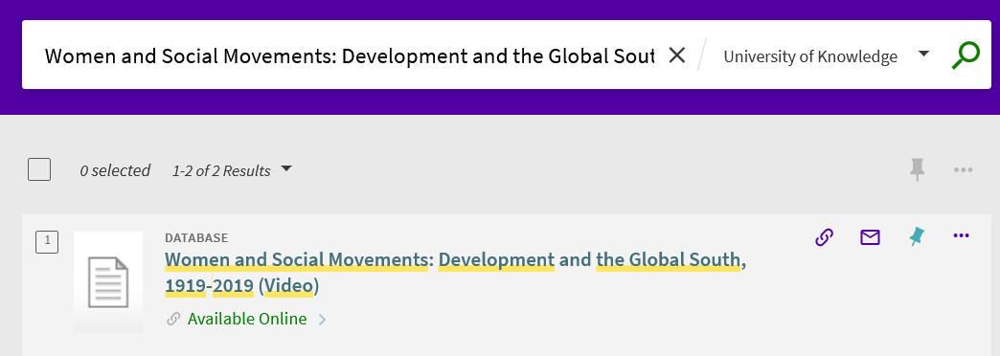 Women and Social Movements: Development and the Global Sout
University of Knowledge
0 selected 1-2 of 2 Results
1
DATABASE
Women and Social Movements: Development and the Global South,
1919-2019 (Video)
Available Online